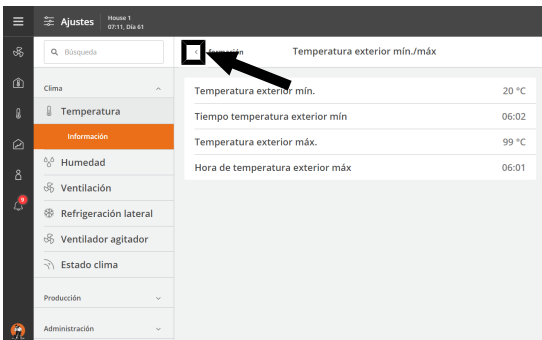 Ajustes
House 1
07:11, Día 61
Búsqueda
Temperatura exterior mín./máx
Clima
Temperatura
Información
Humedad
Ventilación
Refrigeración lateral
Ventilador agitador
Estado clima
Producción
Administración
9
Temperatura exterior mín. 20 °C
Tiempo temperatura exterior mín 06:02
Temperatura exterior máx. 99 °C
Hora de temperatura exterior máx 06:01